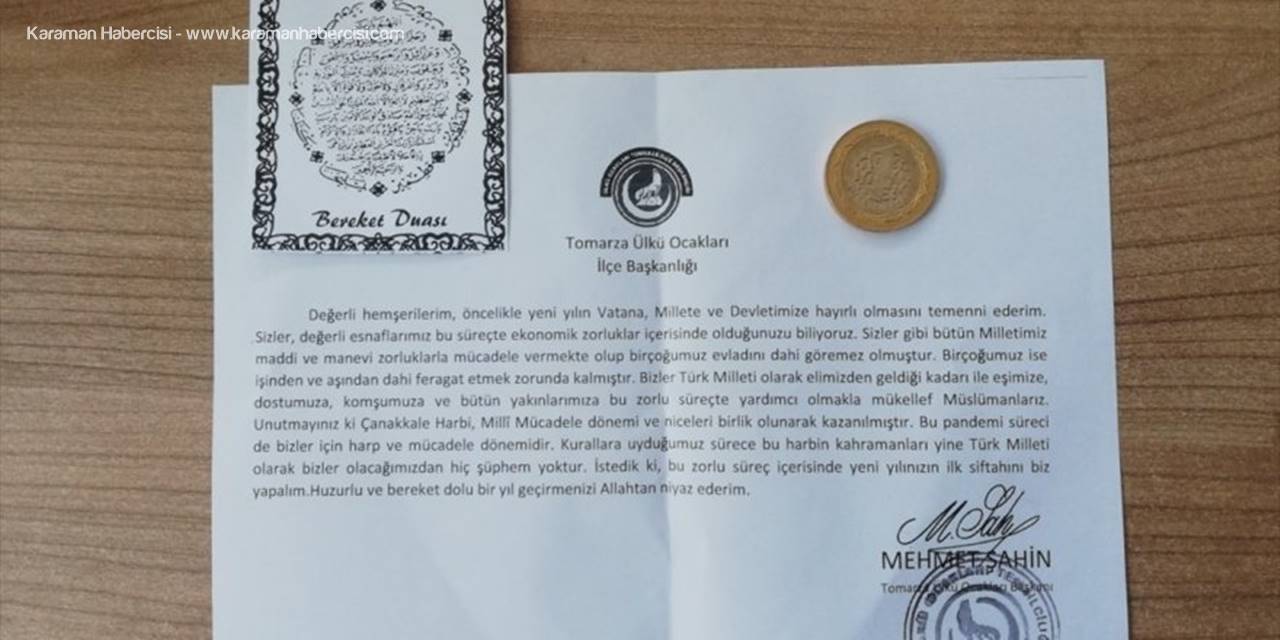 Karaman Habercisi - www.karamanhabercisi.com
Bereket Duası
Tomarza Ülkü Ocakları
İlçe Başkanlığı
Değerli hemşerilerim, öncelikle yeni yılın Vatana, Millete ve Devletimize hayırlı olmasını temenni ederim.
Sizler, değerli esnaflarımız bu süreçte ekonomik zorluklar içerisinde olduğunuzu biliyoruz. Sizler gibi bütün Milletimiz
maddi ve manevi zorluklarla mücadele vermekte olup birçoğumuz evladını dahi göremez olmuştur. Birçoğumuz ise
işinden ve aşından dahi feragat etmek zorunda kalmıştır. Bizler Türk Milleti olarak elimizden geldiği kadarı ile eşimize,
dostumuza, komşumuza ve bütün yakınlarımıza bu zorlu süreçte yardımcı olmakla mükellef Müslümanlarız.
Unutmayınız ki Çanakkale Harbi, Millî Mücadele dönemi ve niceleri birlik olunarak kazanılmıştır. Bu pandemi süreci
de bizler için harp ve mücadele dönemidir. Kurallara uyduğumuz sürece bu harbin kahramanları yine Türk Milleti
olarak bizler olacağımızdan hiç şüphem yoktur. İstedik ki, bu zorlu süreç içerisinde yeni yılınızın ilk siftahını biz
yapalım.Huzurlu ve bereket dolu bir yıl geçirmenizi Allahtan niyaz ederim.
M. Şahin
MEHMET ŞAHİN
Tomarza Ülkü Ocakları Başkanı